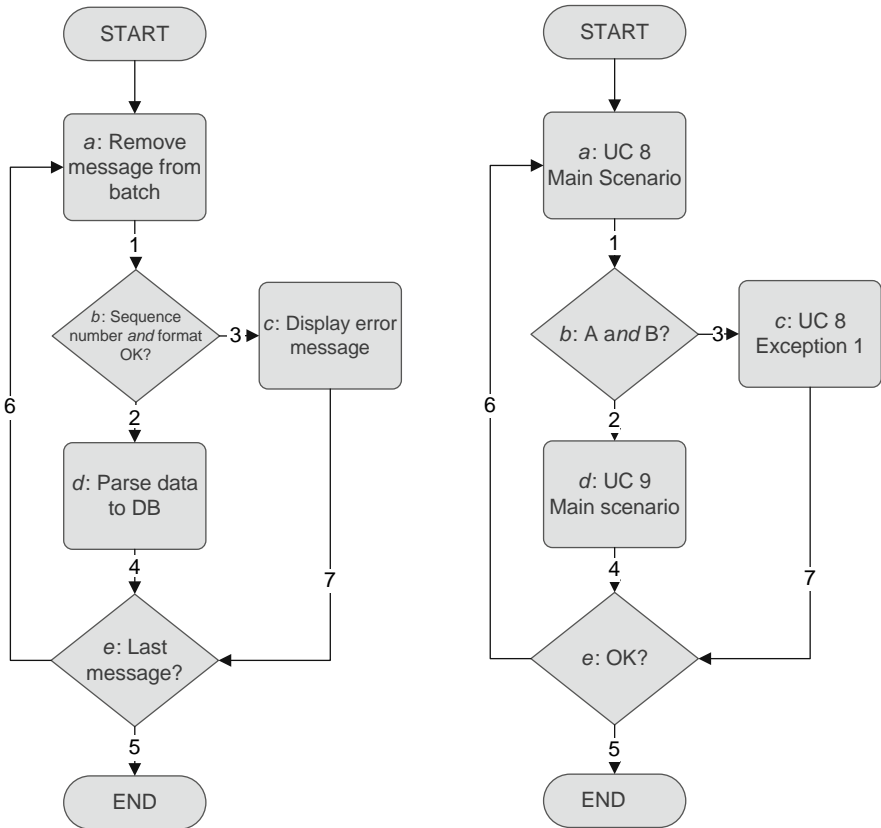 START
a: Remove
message from
batch
1
b: Sequence
number and format
OK?
3
c: Display error
message
6
2
d: Parse data
to DB
4
7
e: Last
message?
5
END
START
a: UC 8
Main Scenario
1
b: A and B?
3
c: UC 8
Exception 1
6
2
d: UC 9
Main scenario
4
7
e: OK?
5
END